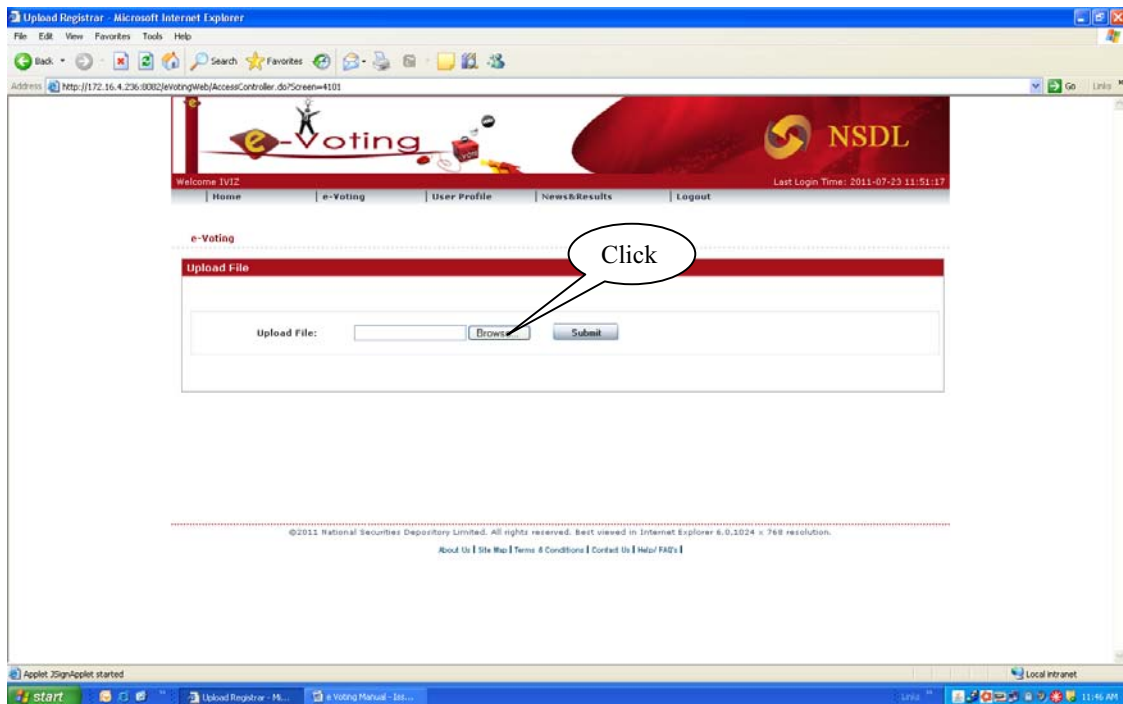 Upload Registrar - Microsoft Internet Explorer
File Edit View Favorites Tools Help
Back Search Favorites
Address http://172.16.4.236:8082/eVotingWeb/AccessController.do?Screen=4101 Go Links
e-Voting NSDL
VOTE
Welcome IVIZ Last Login Time: 2011-07-23 11:51:17
Home e-Voting User Profile News&Results Logout
e-Voting
Click
Upload File
Upload File: Browse... Submit
©2011 National Securities Depository Limited. All rights reserved. Best viewed in Internet Explorer 6.0,1024 x 768 resolution.
About Us | Site Map | Terms & Conditions | Contact Us | Help/ FAQ's |
Applet JSignApplet started Local intranet
start Upload Registrar - Mi... e Voting Manual - Iss... Links 11:46 AM